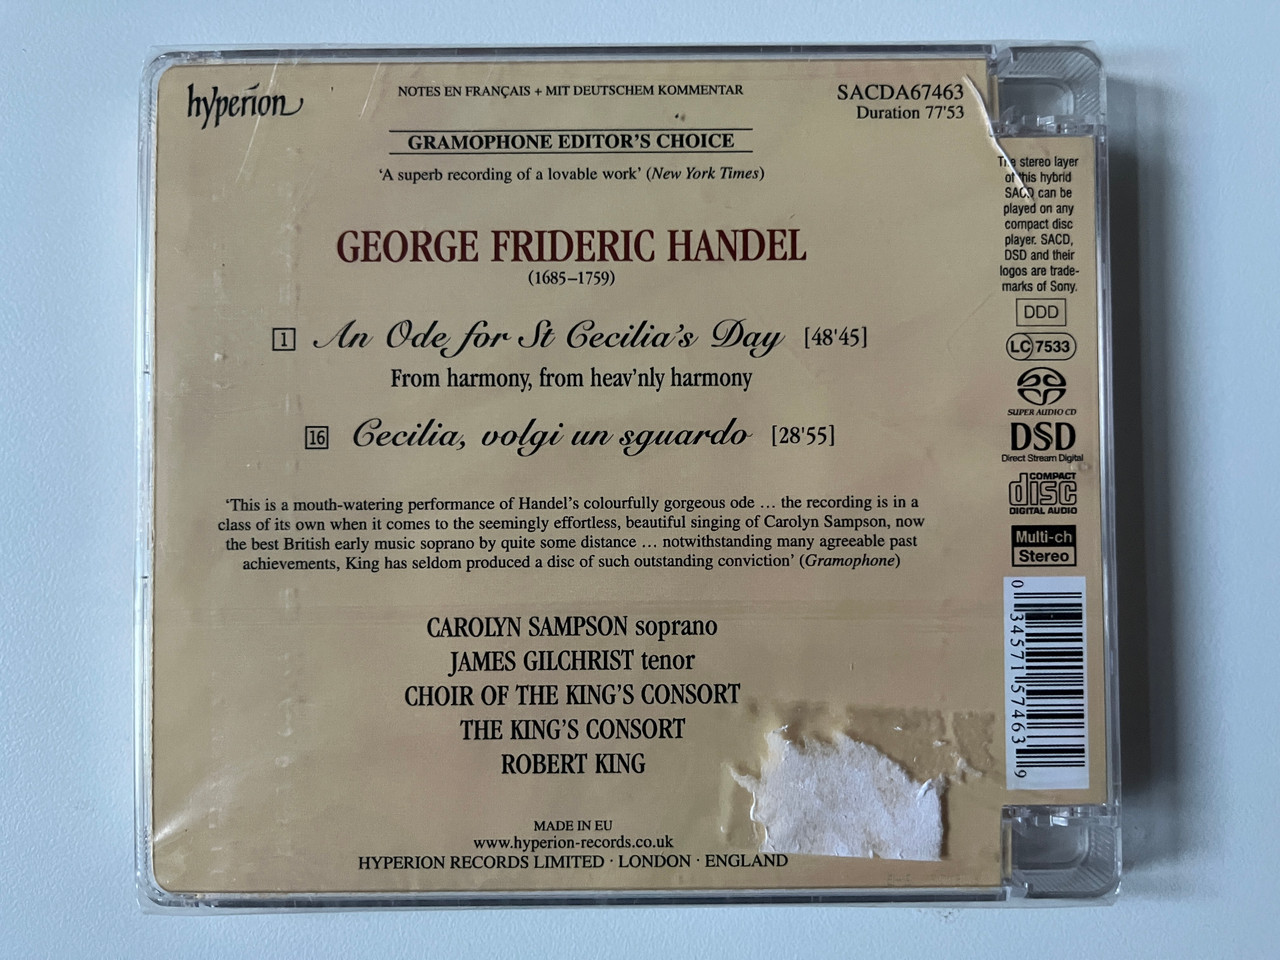 hyperion
NOTES EN FRANÇAIS + MIT DEUTSCHEM KOMMENTAR
SACDA67463
Duration 77'53
GRAMOPHONE EDITOR'S CHOICE
'A superb recording of a lovable work' (New York Times)
GEORGE FRIDERIC HANDEL
(1685–1759)
1 An Ode for St Cecilia's Day [48'45]
From harmony, from heav'nly harmony
16 Cecilia, volgi un sguardo [28'55]
'This is a mouth-watering performance of Handel's colourfully gorgeous ode … the recording is in a
class of its own when it comes to the seemingly effortless, beautiful singing of Carolyn Sampson, now
the best British early music soprano by quite some distance … notwithstanding many agreeable past
achievements, King has seldom produced a disc of such outstanding conviction' (Gramophone)
CAROLYN SAMPSON soprano
JAMES GILCHRIST tenor
CHOIR OF THE KING'S CONSORT
THE KING'S CONSORT
ROBERT KING
MADE IN EU
www.hyperion-records.co.uk
HYPERION RECORDS LIMITED · LONDON · ENGLAND
The stereo layer
of this hybrid
SACD can be
played on any
compact disc
player. SACD,
DSD and their
logos are trade-
marks of Sony.
DDD
LC 7533
SUPER AUDIO CD
DSD
Direct Stream Digital
COMPACT
disc
DIGITAL AUDIO
Multi-ch
Stereo
0 34571 57463 9